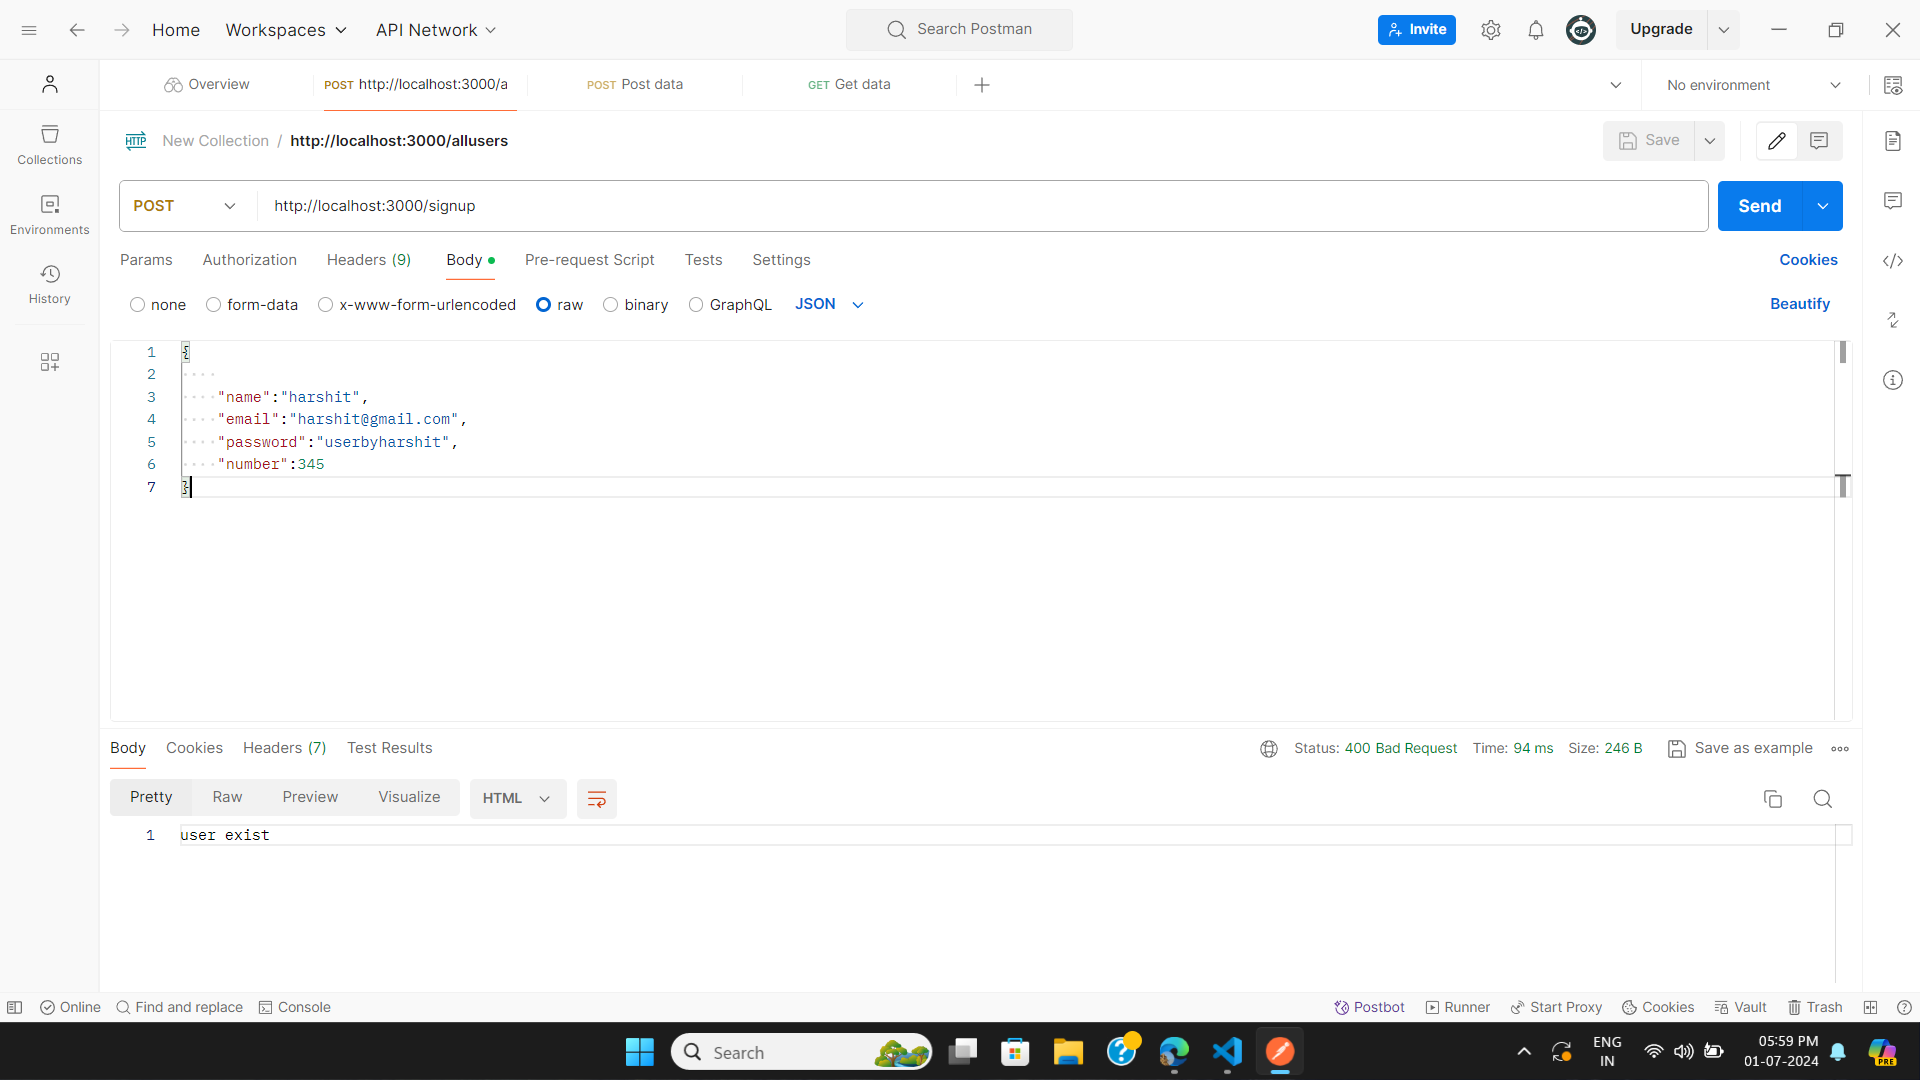 Home Workspaces API Network Search Postman Invite Upgrade
Overview POST http://localhost:3000/a POST Post data GET Get data No environment
HTTP New Collection / http://localhost:3000/allusers Save
Collections
Environments
History
POST http://localhost:3000/signup Send
Params Authorization Headers (9) Body Pre-request Script Tests Settings Cookies
none form-data x-www-form-urlencoded raw binary GraphQL JSON Beautify
1 {
2
3 "name":"harshit",
4 "email":"harshit@gmail.com",
5 "password":"userbyharshit",
6 "number":345
7 }
Body Cookies Headers (7) Test Results Status: 400 Bad Request Time: 94 ms Size: 246 B Save as example
Pretty Raw Preview Visualize HTML
1 user exist
Online Find and replace Console Postbot Runner Start Proxy Cookies Vault Trash
Search ENG 05:59 PM
IN 01-07-2024 PRE